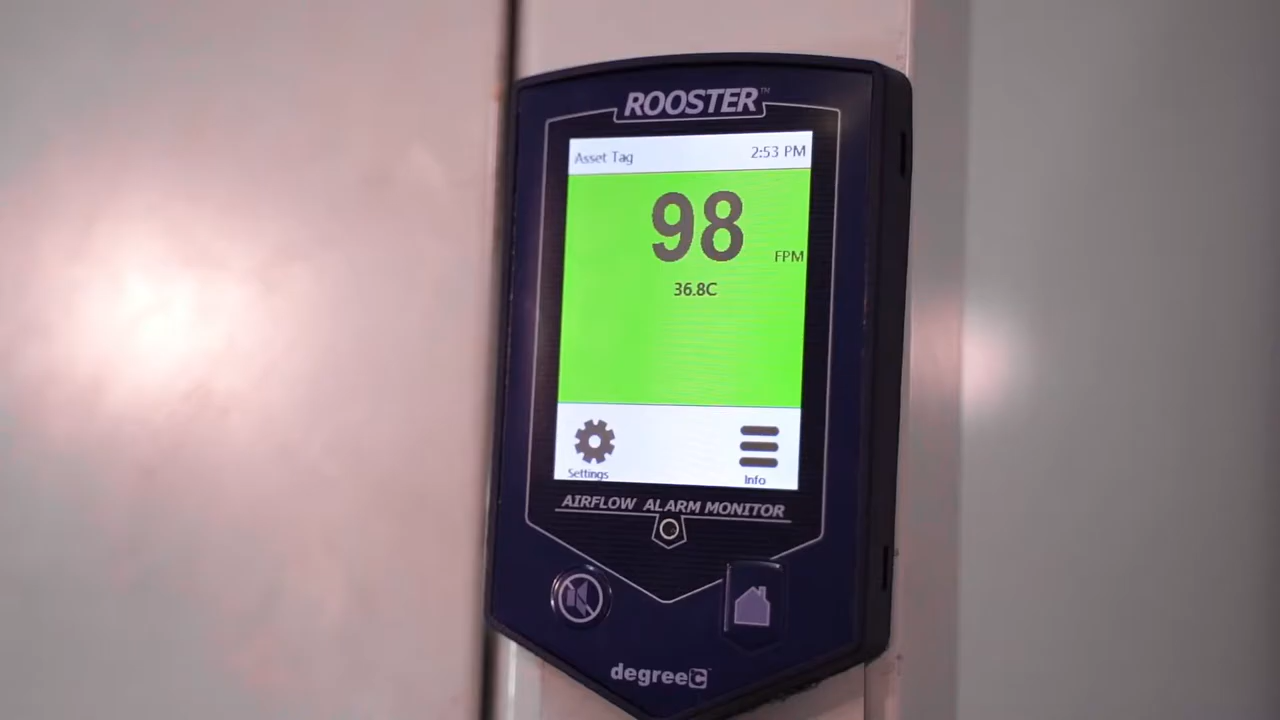 ROOSTER™
Asset Tag 2:53 PM
98
FPM
36.8C
Settings Info
AIRFLOW ALARM MONITOR
degreeC